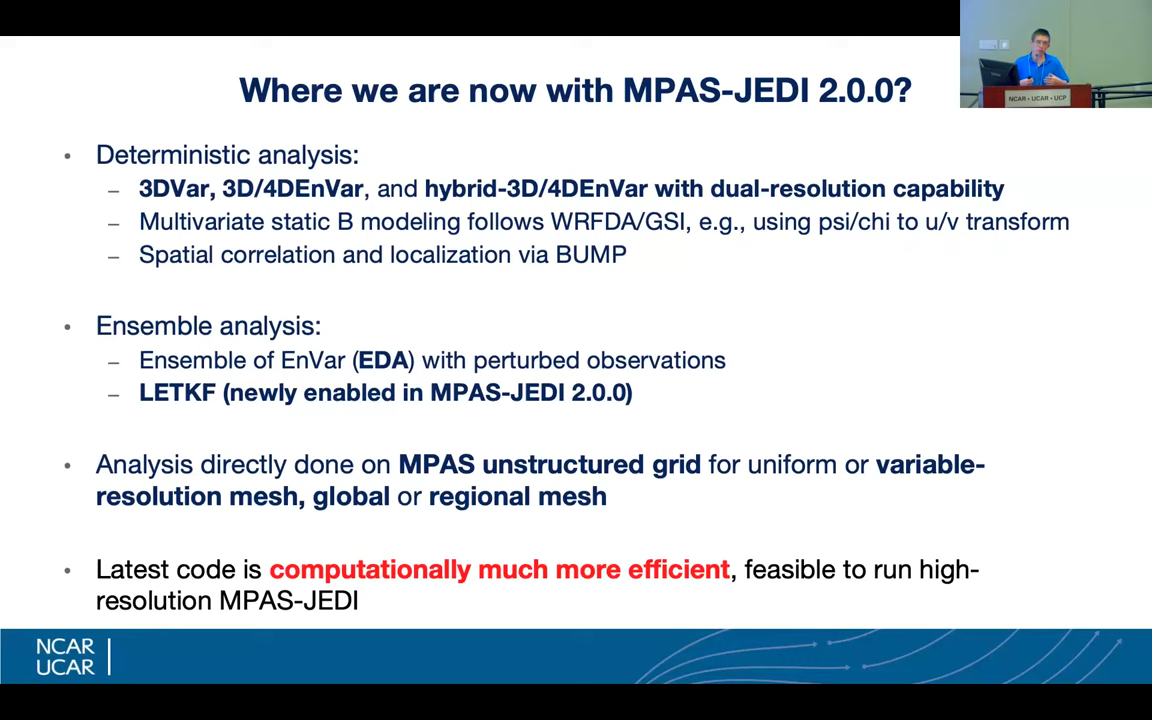 Where we are now with MPAS-JEDI 2.0.0?
• Deterministic analysis:
– 3DVar, 3D/4DEnVar, and hybrid-3D/4DEnVar with dual-resolution capability
– Multivariate static B modeling follows WRFDA/GSI, e.g., using psi/chi to u/v transform
– Spatial correlation and localization via BUMP
• Ensemble analysis:
– Ensemble of EnVar (EDA) with perturbed observations
– LETKF (newly enabled in MPAS-JEDI 2.0.0)
• Analysis directly done on MPAS unstructured grid for uniform or variable-
resolution mesh, global or regional mesh
• Latest code is computationally much more efficient, feasible to run high-
resolution MPAS-JEDI
NCAR
UCAR
NCAR • UCAR • UCP